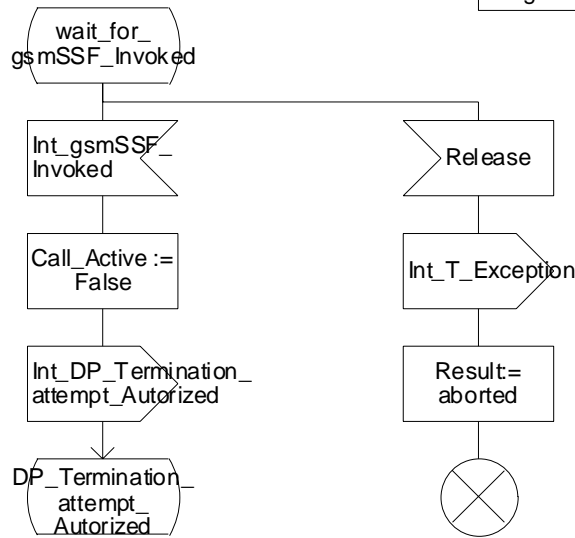 wait_for_
gsmSSF_Invoked
Int_gsmSSF_
Invoked
Release
Call_Active :=
False
Int_T_Exception
Int_DP_Termination_
attempt_Autorized
Result:=
aborted
DP_Termination_
attempt_
Autorized